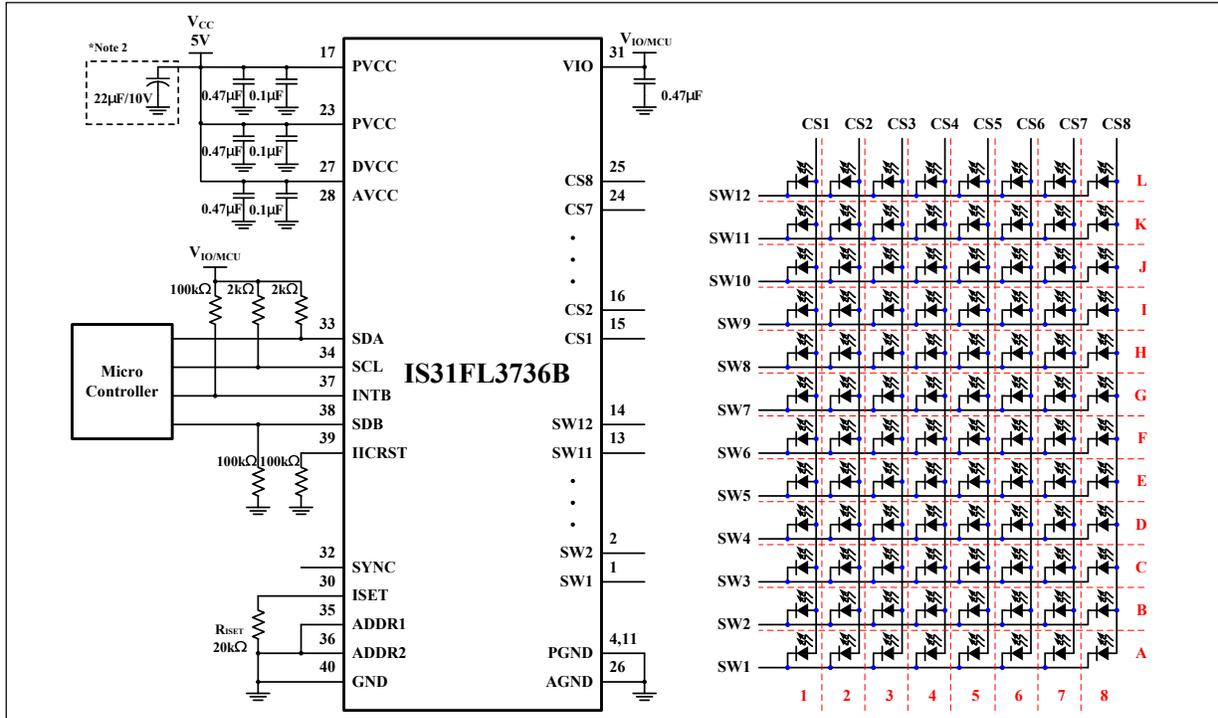 *Note 2
22μF/10V
VCC
5V
0.47μF 0.1μF
0.47μF 0.1μF
0.47μF 0.1μF
17 PVCC
23 PVCC
27 DVCC
28 AVCC
VIO/MCU
100kΩ 2kΩ 2kΩ
Micro
Controller
33 SDA
34 SCL
37 INTB
38 SDB
39 IICRST
100kΩ 100kΩ
32 SYNC
30 ISET
35 ADDR1
36 ADDR2
40 GND
RISET
20kΩ
IS31FL3736B
VIO/MCU
VIO 31
0.47μF
CS8 25
CS7 24
CS2 16
CS1 15
SW12 14
SW11 13
SW2 2
SW1 1
PGND 4,11
AGND 26
CS1 CS2 CS3 CS4 CS5 CS6 CS7 CS8
SW12 L
SW11 K
SW10 J
SW9 I
SW8 H
SW7 G
SW6 F
SW5 E
SW4 D
SW3 C
SW2 B
SW1 A
1 2 3 4 5 6 7 8